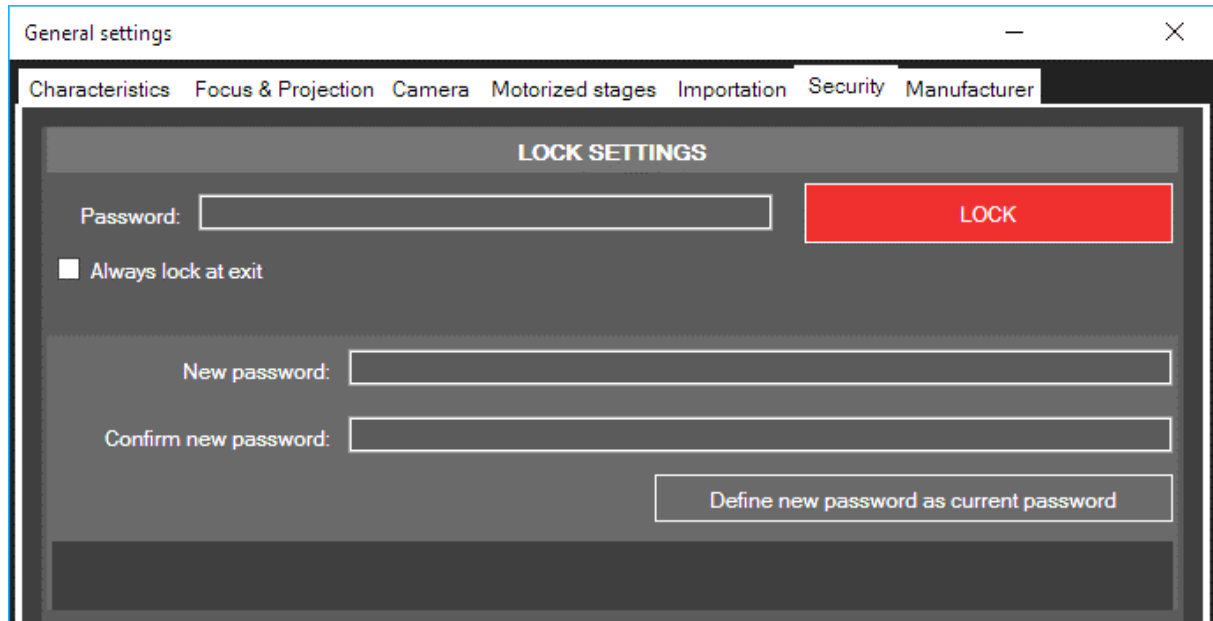 General settings
Characteristics Focus & Projection Camera Motorized stages Importation Security Manufacturer
LOCK SETTINGS
Password: LOCK
Always lock at exit
New password:
Confirm new password:
Define new password as current password